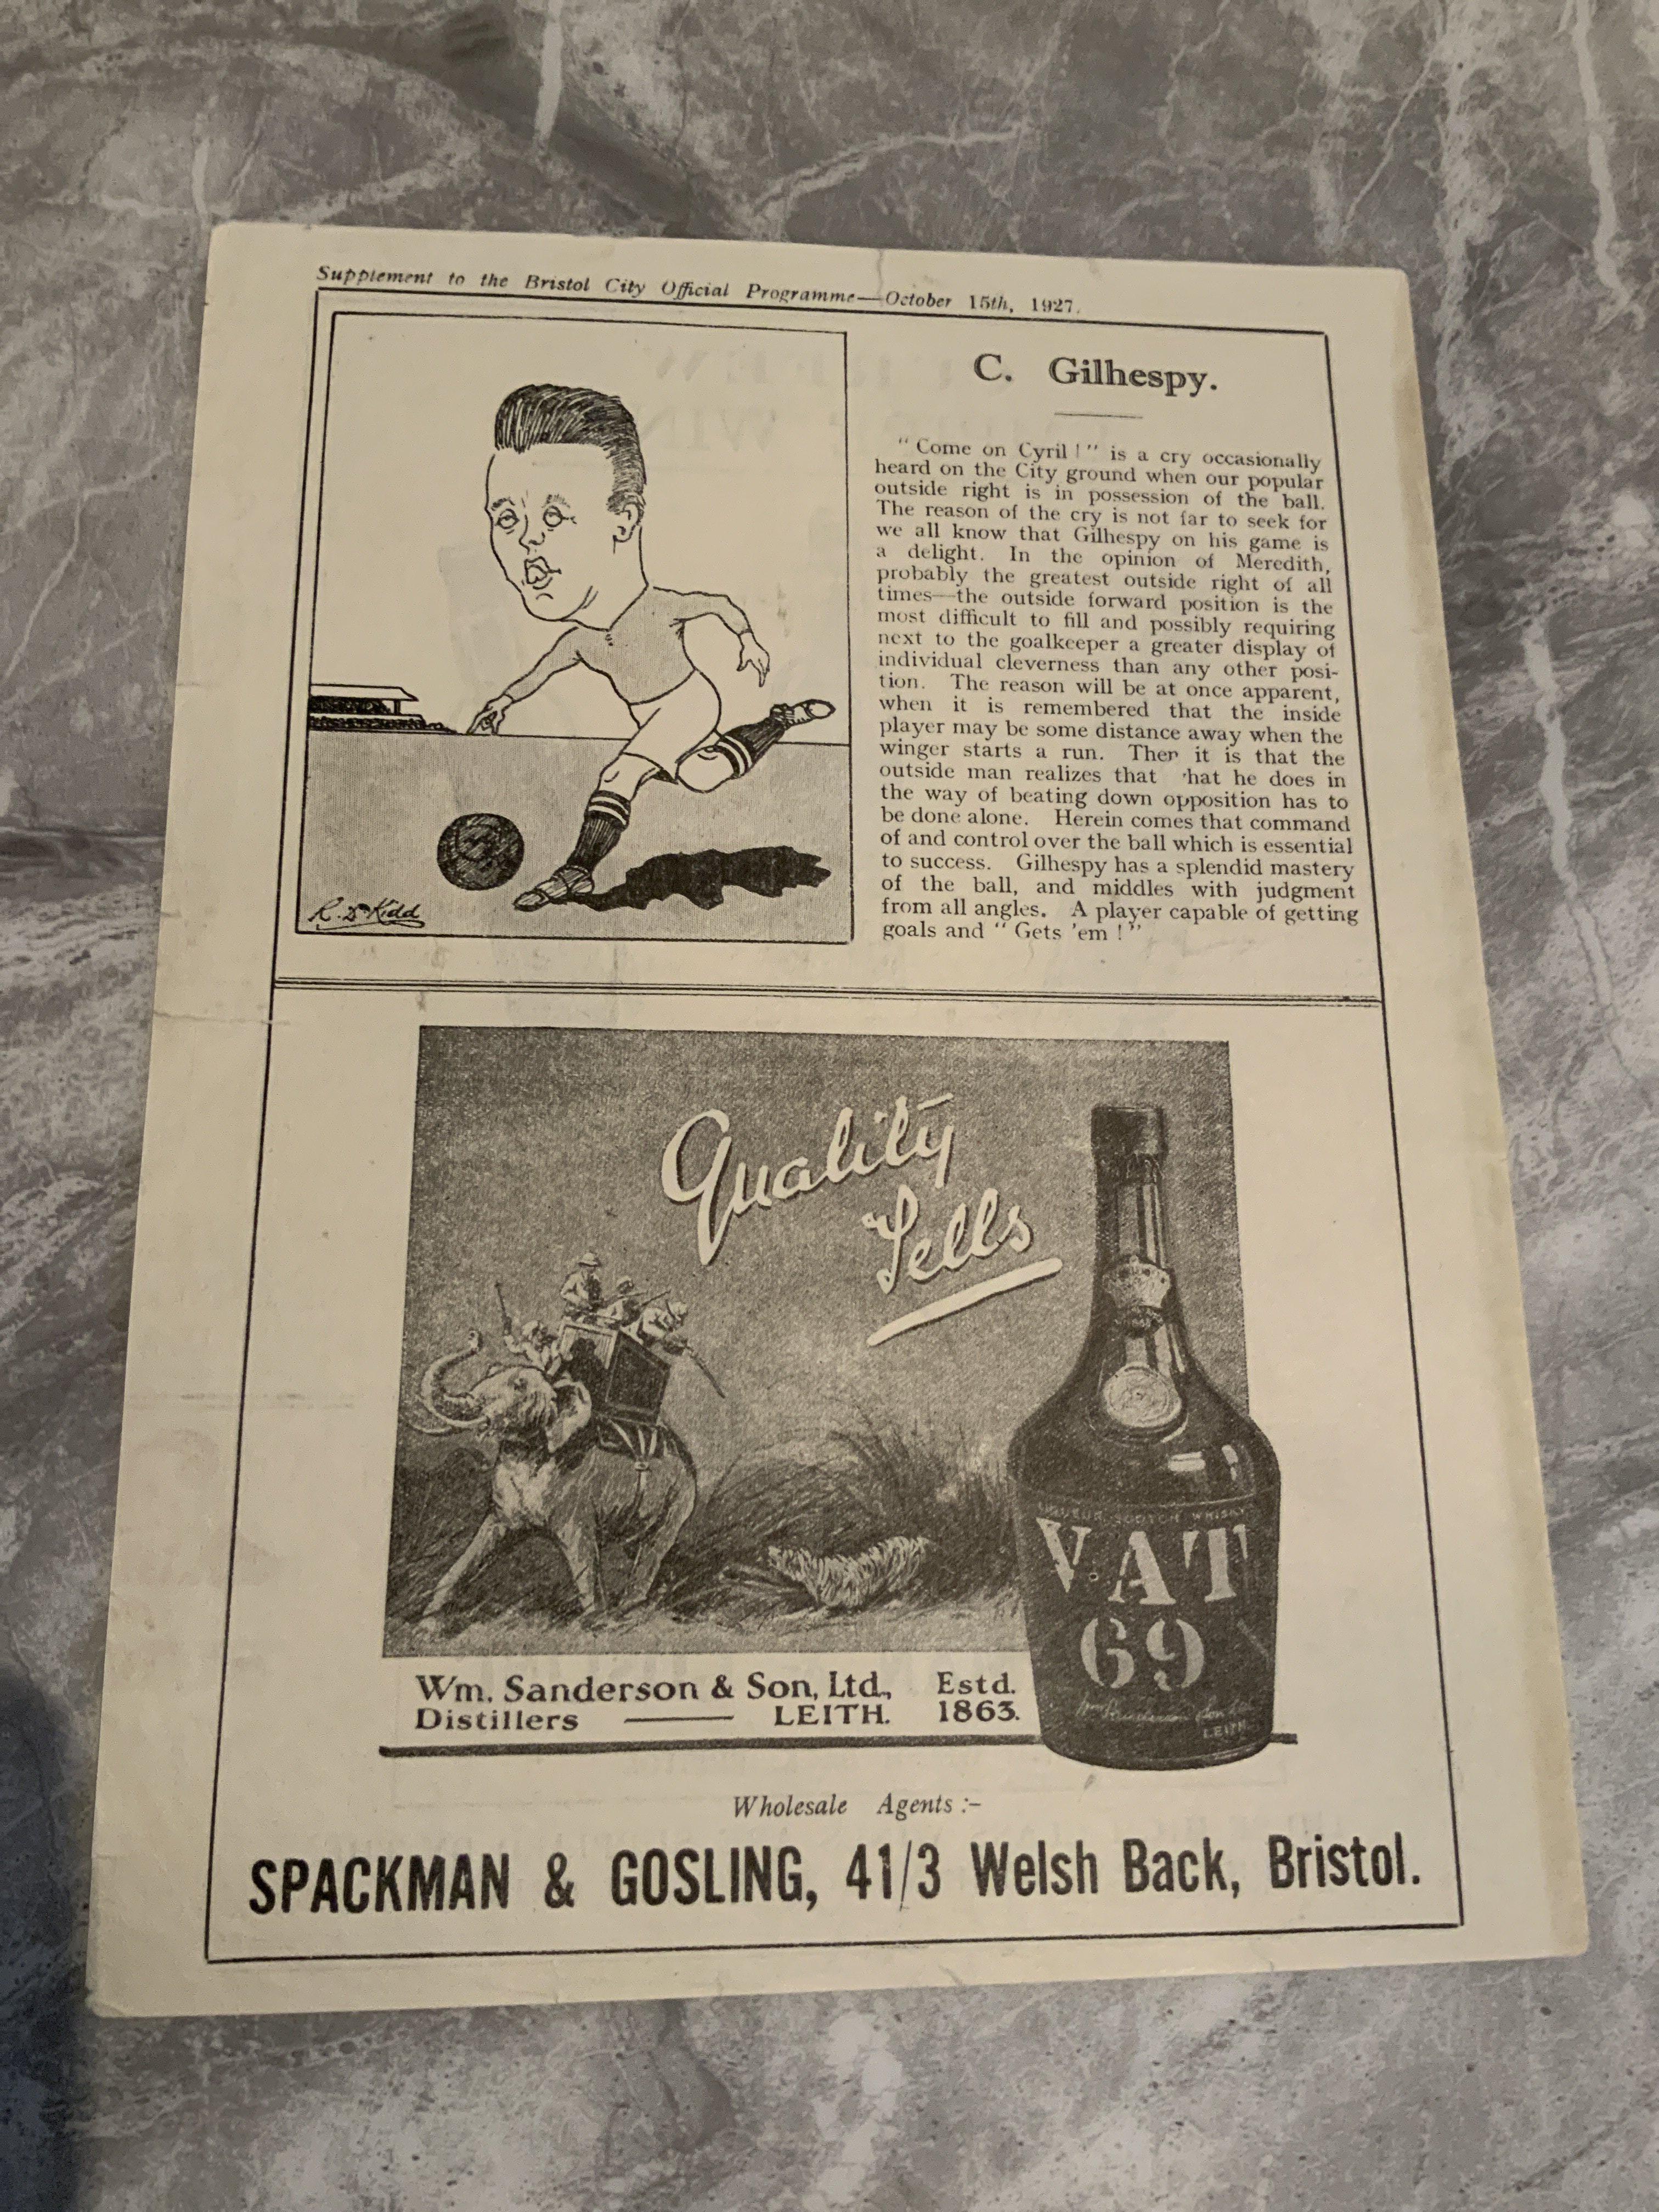 Supplement to the Bristol City Official Programme—October 15th, 1927.
R. D. Kidd
C. Gilhespy.
" Come on Cyril ! " is a cry occasionally
heard on the City ground when our popular
outside right is in possession of the ball.
The reason of the cry is not far to seek for
we all know that Gilhespy on his game is
a delight. In the opinion of Meredith,
probably the greatest outside right of all
times—the outside forward position is the
most difficult to fill and possibly requiring
next to the goalkeeper a greater display of
individual cleverness than any other posi-
tion. The reason will be at once apparent,
when it is remembered that the inside
player may be some distance away when the
winger starts a run. Then it is that the
outside man realizes that hat he does in
the way of beating down opposition has to
be done alone. Herein comes that command
of and control over the ball which is essential
to success. Gilhespy has a splendid mastery
of the ball, and middles with judgment
from all angles. A player capable of getting
goals and " Gets 'em ! "
Quality
Tells
LIQUEUR SCOTCH WHISKY
VAT
69
LEITH.
Wm. Sanderson & Son, Ltd., Estd.
Distillers — LEITH. 1863.
Wholesale Agents :-
SPACKMAN & GOSLING, 41/3 Welsh Back, Bristol.